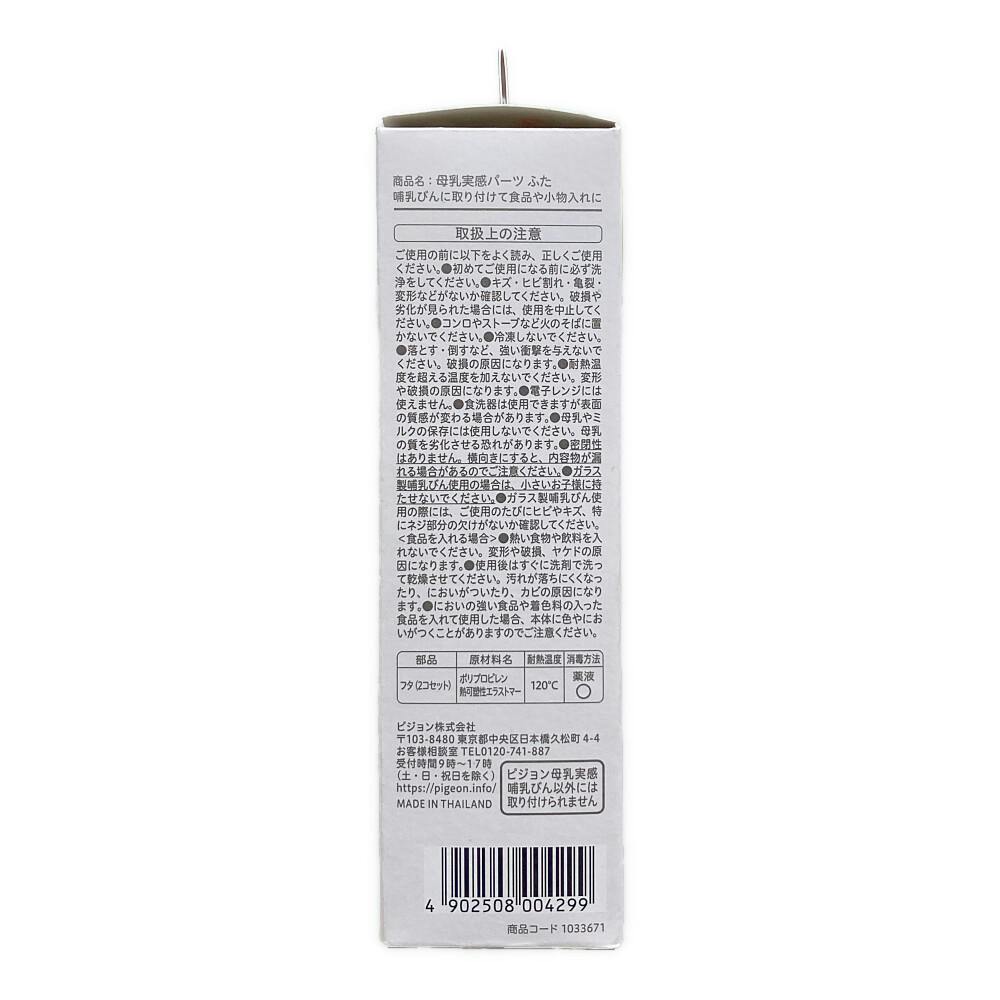 商品名：母乳実感パーツ ふた
哺乳びんに取り付けて食品や小物入れに
取扱上の注意
ご使用の前に以下をよく読み、正しくご使用
ください。●初めてご使用になる前に必ず洗
浄をしてください。●キズ・ヒビ割れ・亀裂・
変形などがないか確認してください。破損や
劣化が見られた場合には、使用を中止してく
ださい。●コンロやストーブなど火のそばに置
かないでください。●冷凍しないでください。
●落とす・倒すなど、強い衝撃を与えないで
ください。破損の原因になります。●耐熱温
度を超える温度を加えないでください。変形
や破損の原因になります。●電子レンジには
使えません。●食洗器は使用できますが表面
の質感が変わる場合があります。●母乳やミ
ルクの保存には使用しないでください。母乳
の質を劣化させる恐れがあります。●密閉性
はありません。横向きにすると、内容物が漏
れる場合があるのでご注意ください。●ガラス
製哺乳びん使用の場合は、小さいお子様に持
たせないでください。●ガラス製哺乳びん使
用の際には、ご使用のたびにヒビやキズ、特
にネジ部分の欠けがないか確認してください。
＜食品を入れる場合＞●熱い食物や飲料を入
れないでください。変形や破損、ヤケドの原
因になります。●使用後はすぐに洗剤で洗っ
て乾燥させてください。汚れが落ちにくくなっ
たり、においがついたり、カビの原因になり
ます。●においの強い食品や着色料の入った
食品を入れて使用した場合、本体に色やにお
いがつくことがありますのでご注意ください。
部品 原材料名 耐熱温度 消毒方法
フタ（2コセット） ポリプロピレン 熱可塑性エラストマー 120℃ 薬液 ○
ピジョン株式会社
〒103-8480 東京都中央区日本橋久松町 4-4
お客様相談室 TEL0120-741-887
受付時間 9時～17時
（土・日・祝日を除く）
https://pigeon.info/
MADE IN THAILAND
ピジョン母乳実感
哺乳びん以外には
取り付けられません
4 902508 004299
商品コード 1033671